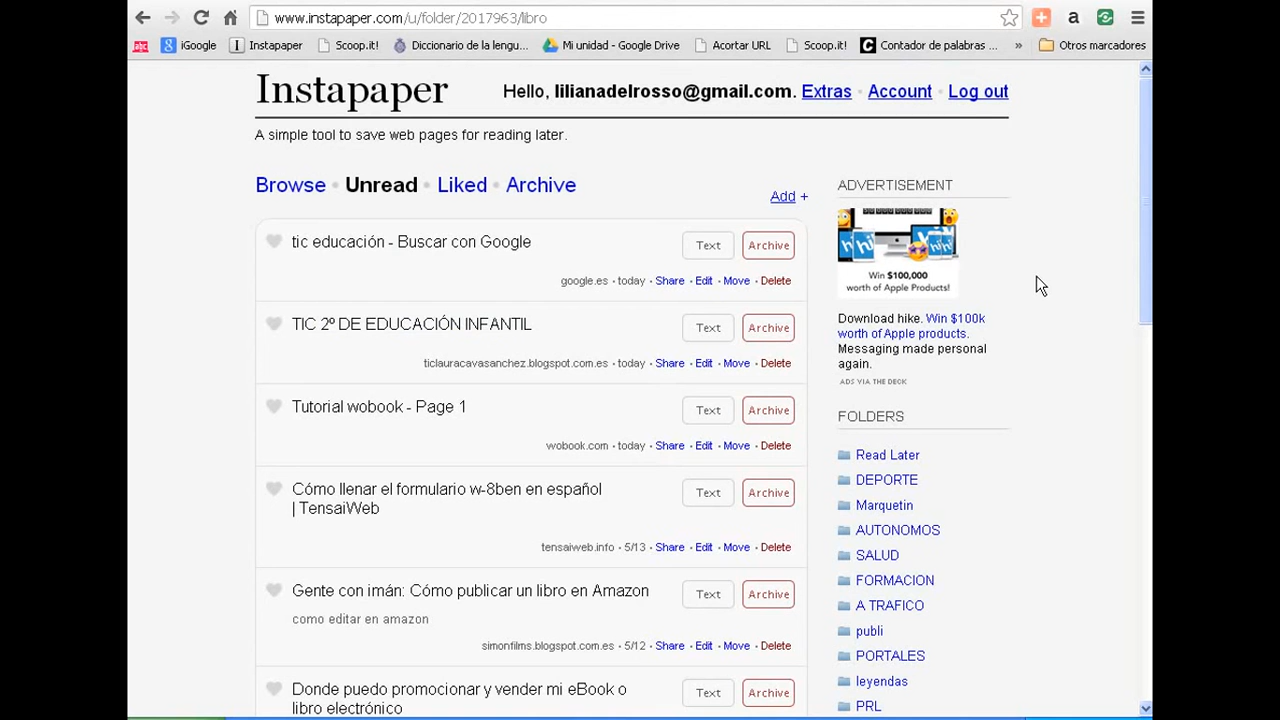 www.instapaper.com/u/folder/2017963/libro
iGoogle
Instapaper
Scoop.it!
Diccionario de la lengu...
Mi unidad - Google Drive
Acortar URL
Scoop.it!
Contador de palabras ...
»
Otros marcadores
Instapaper
Hello, lilianadelrosso@gmail.com. Extras • Account • Log out
A simple tool to save web pages for reading later.
Browse • Unread • Liked • Archive
Add +
tic educación - Buscar con Google
Text Archive
google.es • today • Share • Edit • Move • Delete
TIC 2º DE EDUCACIÓN INFANTIL
Text Archive
ticlauracavasanchez.blogspot.com.es • today • Share • Edit • Move • Delete
Tutorial wobook - Page 1
Text Archive
wobook.com • today • Share • Edit • Move • Delete
Cómo llenar el formulario w-8ben en español
| TensaiWeb
Text Archive
tensaiweb.info • 5/13 • Share • Edit • Move • Delete
Gente con imán: Cómo publicar un libro en Amazon
Text Archive
como editar en amazon
simonfilms.blogspot.com.es • 5/12 • Share • Edit • Move • Delete
Donde puedo promocionar y vender mi eBook o
libro electrónico
Text Archive
ADVERTISEMENT
hi
Win $100,000
worth of Apple Products!
Download hike. Win $100k
worth of Apple products.
Messaging made personal
again.
ADS VIA THE DECK
FOLDERS
Read Later
DEPORTE
Marquetin
AUTONOMOS
SALUD
FORMACION
A TRAFICO
publi
PORTALES
leyendas
PRL